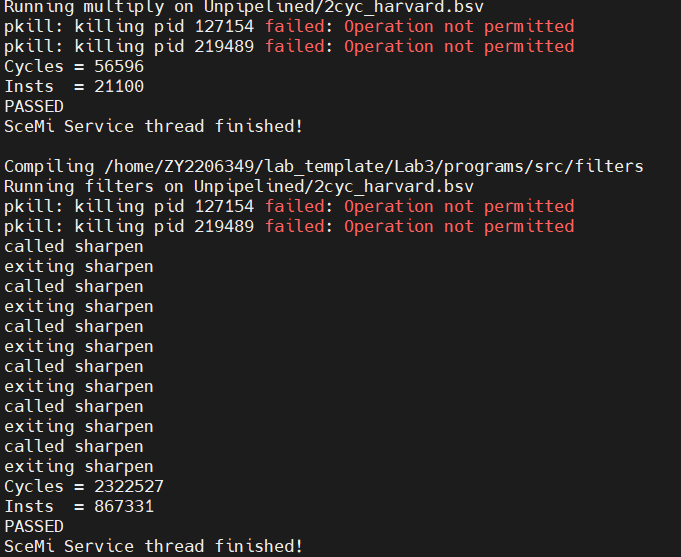 Running multiply on Unpipelined/2cyc_harvard.bsv
pkill: killing pid 127154 failed: Operation not permitted
pkill: killing pid 219489 failed: Operation not permitted
Cycles = 56596
Insts  = 21100
PASSED
SceMi Service thread finished!

Compiling /home/ZY2206349/lab_template/Lab3/programs/src/filters
Running filters on Unpipelined/2cyc_harvard.bsv
pkill: killing pid 127154 failed: Operation not permitted
pkill: killing pid 219489 failed: Operation not permitted
called sharpen
exiting sharpen
called sharpen
exiting sharpen
called sharpen
exiting sharpen
called sharpen
exiting sharpen
called sharpen
exiting sharpen
called sharpen
exiting sharpen
Cycles = 2322527
Insts  = 867331
PASSED
SceMi Service thread finished!